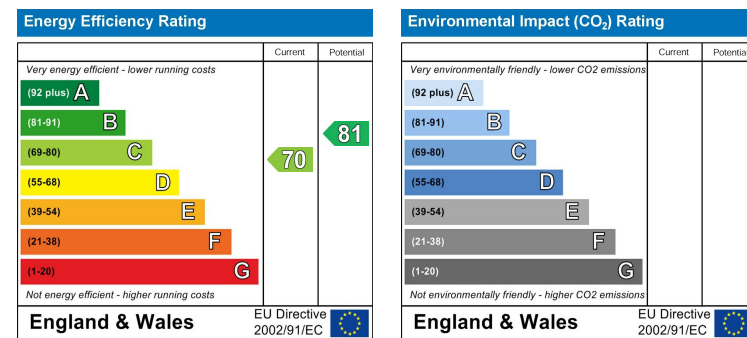 Energy Efficiency Rating
Current Potential
Very energy efficient - lower running costs
(92 plus) A
(81-91) B
(69-80) C
(55-68) D
(39-54) E
(21-38) F
(1-20) G
70
81
Not energy efficient - higher running costs
England & Wales
EU Directive
2002/91/EC
Environmental Impact (CO₂) Rating
Current Potential
Very environmentally friendly - lower CO2 emissions
(92 plus) A
(81-91) B
(69-80) C
(55-68) D
(39-54) E
(21-38) F
(1-20) G
Not environmentally friendly - higher CO2 emissions
England & Wales
EU Directive
2002/91/EC